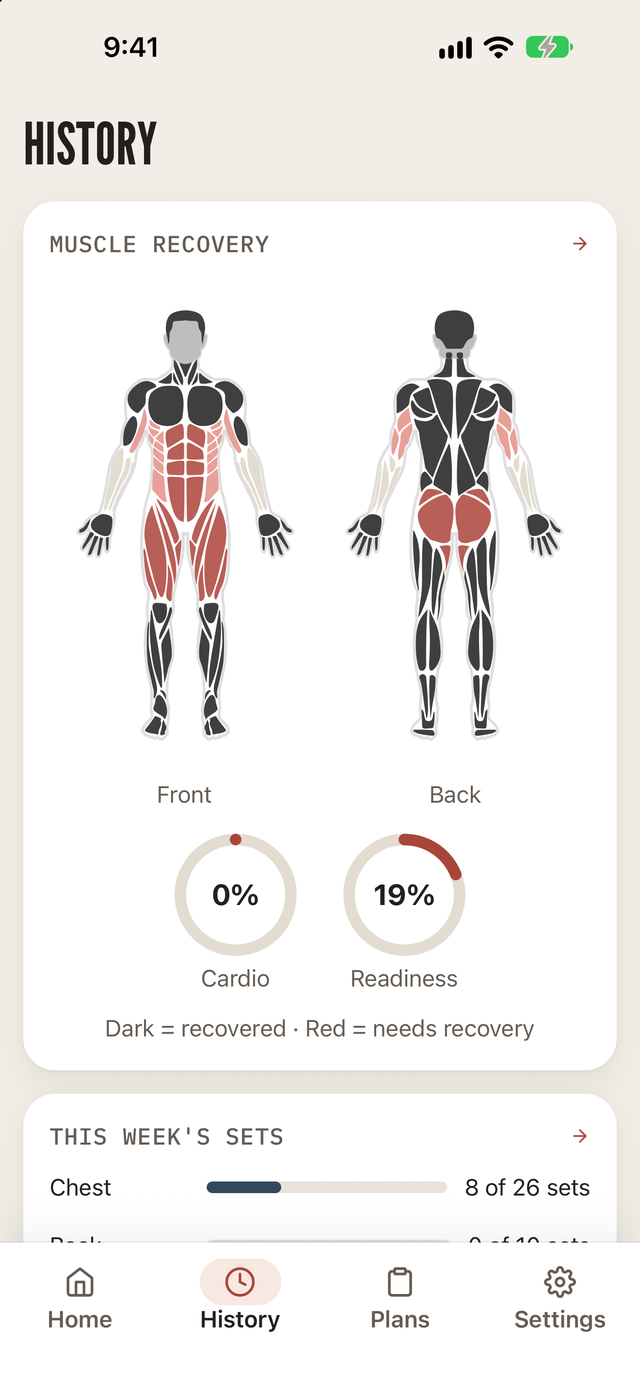 9:41
HISTORY
MUSCLE RECOVERY
Front Back
0% 19%
Cardio Readiness
Dark = recovered · Red = needs recovery
THIS WEEK'S SETS
Chest 8 of 26 sets
Home History Plans Settings